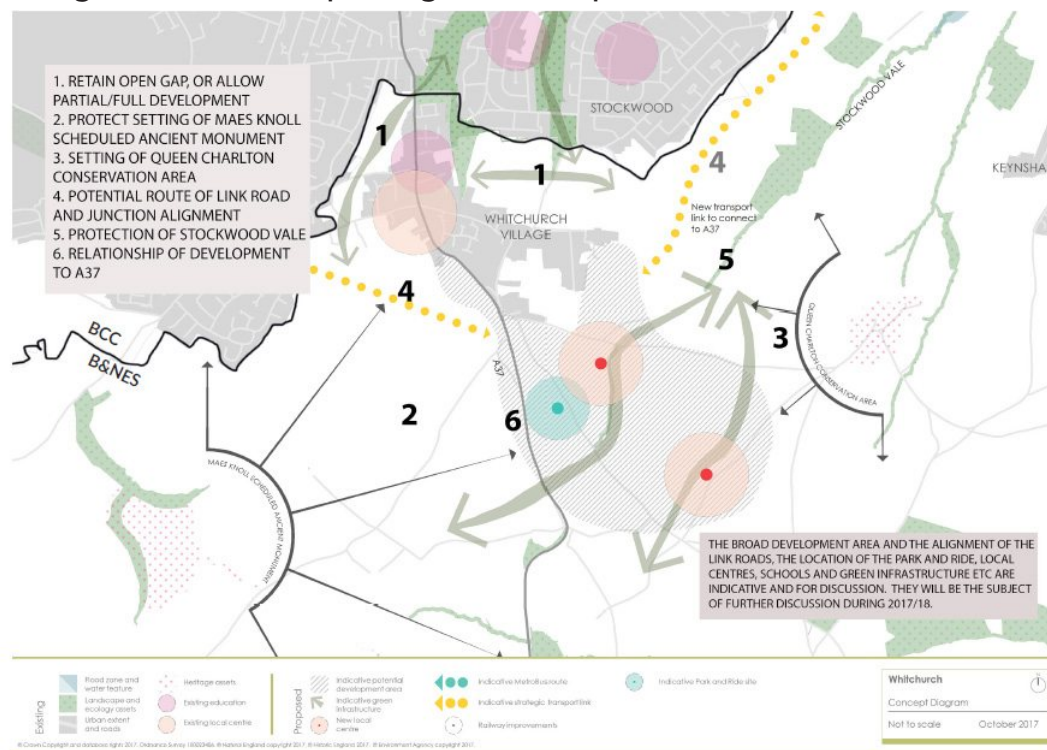 1. RETAIN OPEN GAP, OR ALLOW
PARTIAL/FULL DEVELOPMENT
2. PROTECT SETTING OF MAES KNOLL
SCHEDULED ANCIENT MONUMENT
3. SETTING OF QUEEN CHARLTON
CONSERVATION AREA
4. POTENTIAL ROUTE OF LINK ROAD
AND JUNCTION ALIGNMENT
5. PROTECTION OF STOCKWOOD VALE
6. RELATIONSHIP OF DEVELOPMENT
TO A37
STOCKWOOD
STOCKWOOD VALE
KEYNSHA
1
1
4
WHITCHURCH
VILLAGE
New transport
link to connect
to A37
5
4
BCC
B&NES
A37
3
QUEEN CHARLTON CONSERVATION AREA
2
6
MAES KNOLL SCHEDULED ANCIENT MONUMENT
THE BROAD DEVELOPMENT AREA AND THE ALIGNMENT OF THE
LINK ROADS, THE LOCATION OF THE PARK AND RIDE, LOCAL
CENTRES, SCHOOLS AND GREEN INFRASTRUCTURE ETC ARE
INDICATIVE AND FOR DISCUSSION. THEY WILL BE THE SUBJECT
OF FURTHER DISCUSSION DURING 2017/18.
Existing
Flood zone and
water feature
Landscape and
ecology assets
Urban extent
and roads
Heritage assets
Existing education
Existing local centre
Proposed
Indicative potential
development area
Indicative green
infrastructure
New local
centre
Indicative MetroBus route
Indicative strategic transport link
Railway improvements
Indicative Park and Ride site
Whitchurch
Concept Diagram
Not to scale October 2017